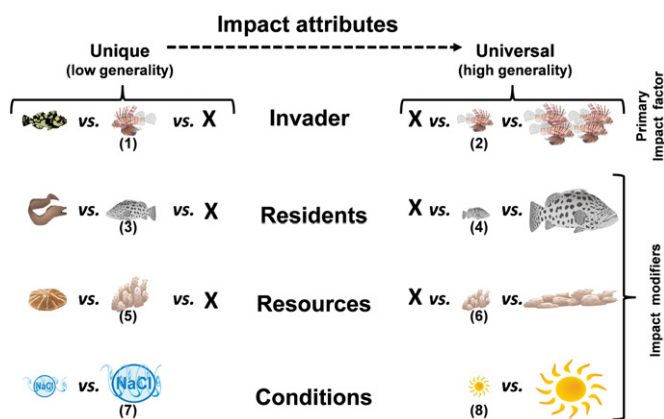 Impact attributes
Unique
(low generality)
Universal
(high generality)
vs. vs. X
(1)
Invader
X vs. vs.
(2)
Primary
Impact factor
vs. vs. X
(3)
Residents
X vs. vs.
(4)
vs. vs. X
(5)
Resources
X vs. vs.
(6)
Impact modifiers
NaCl vs. NaCl
(7)
Conditions
vs.
(8)